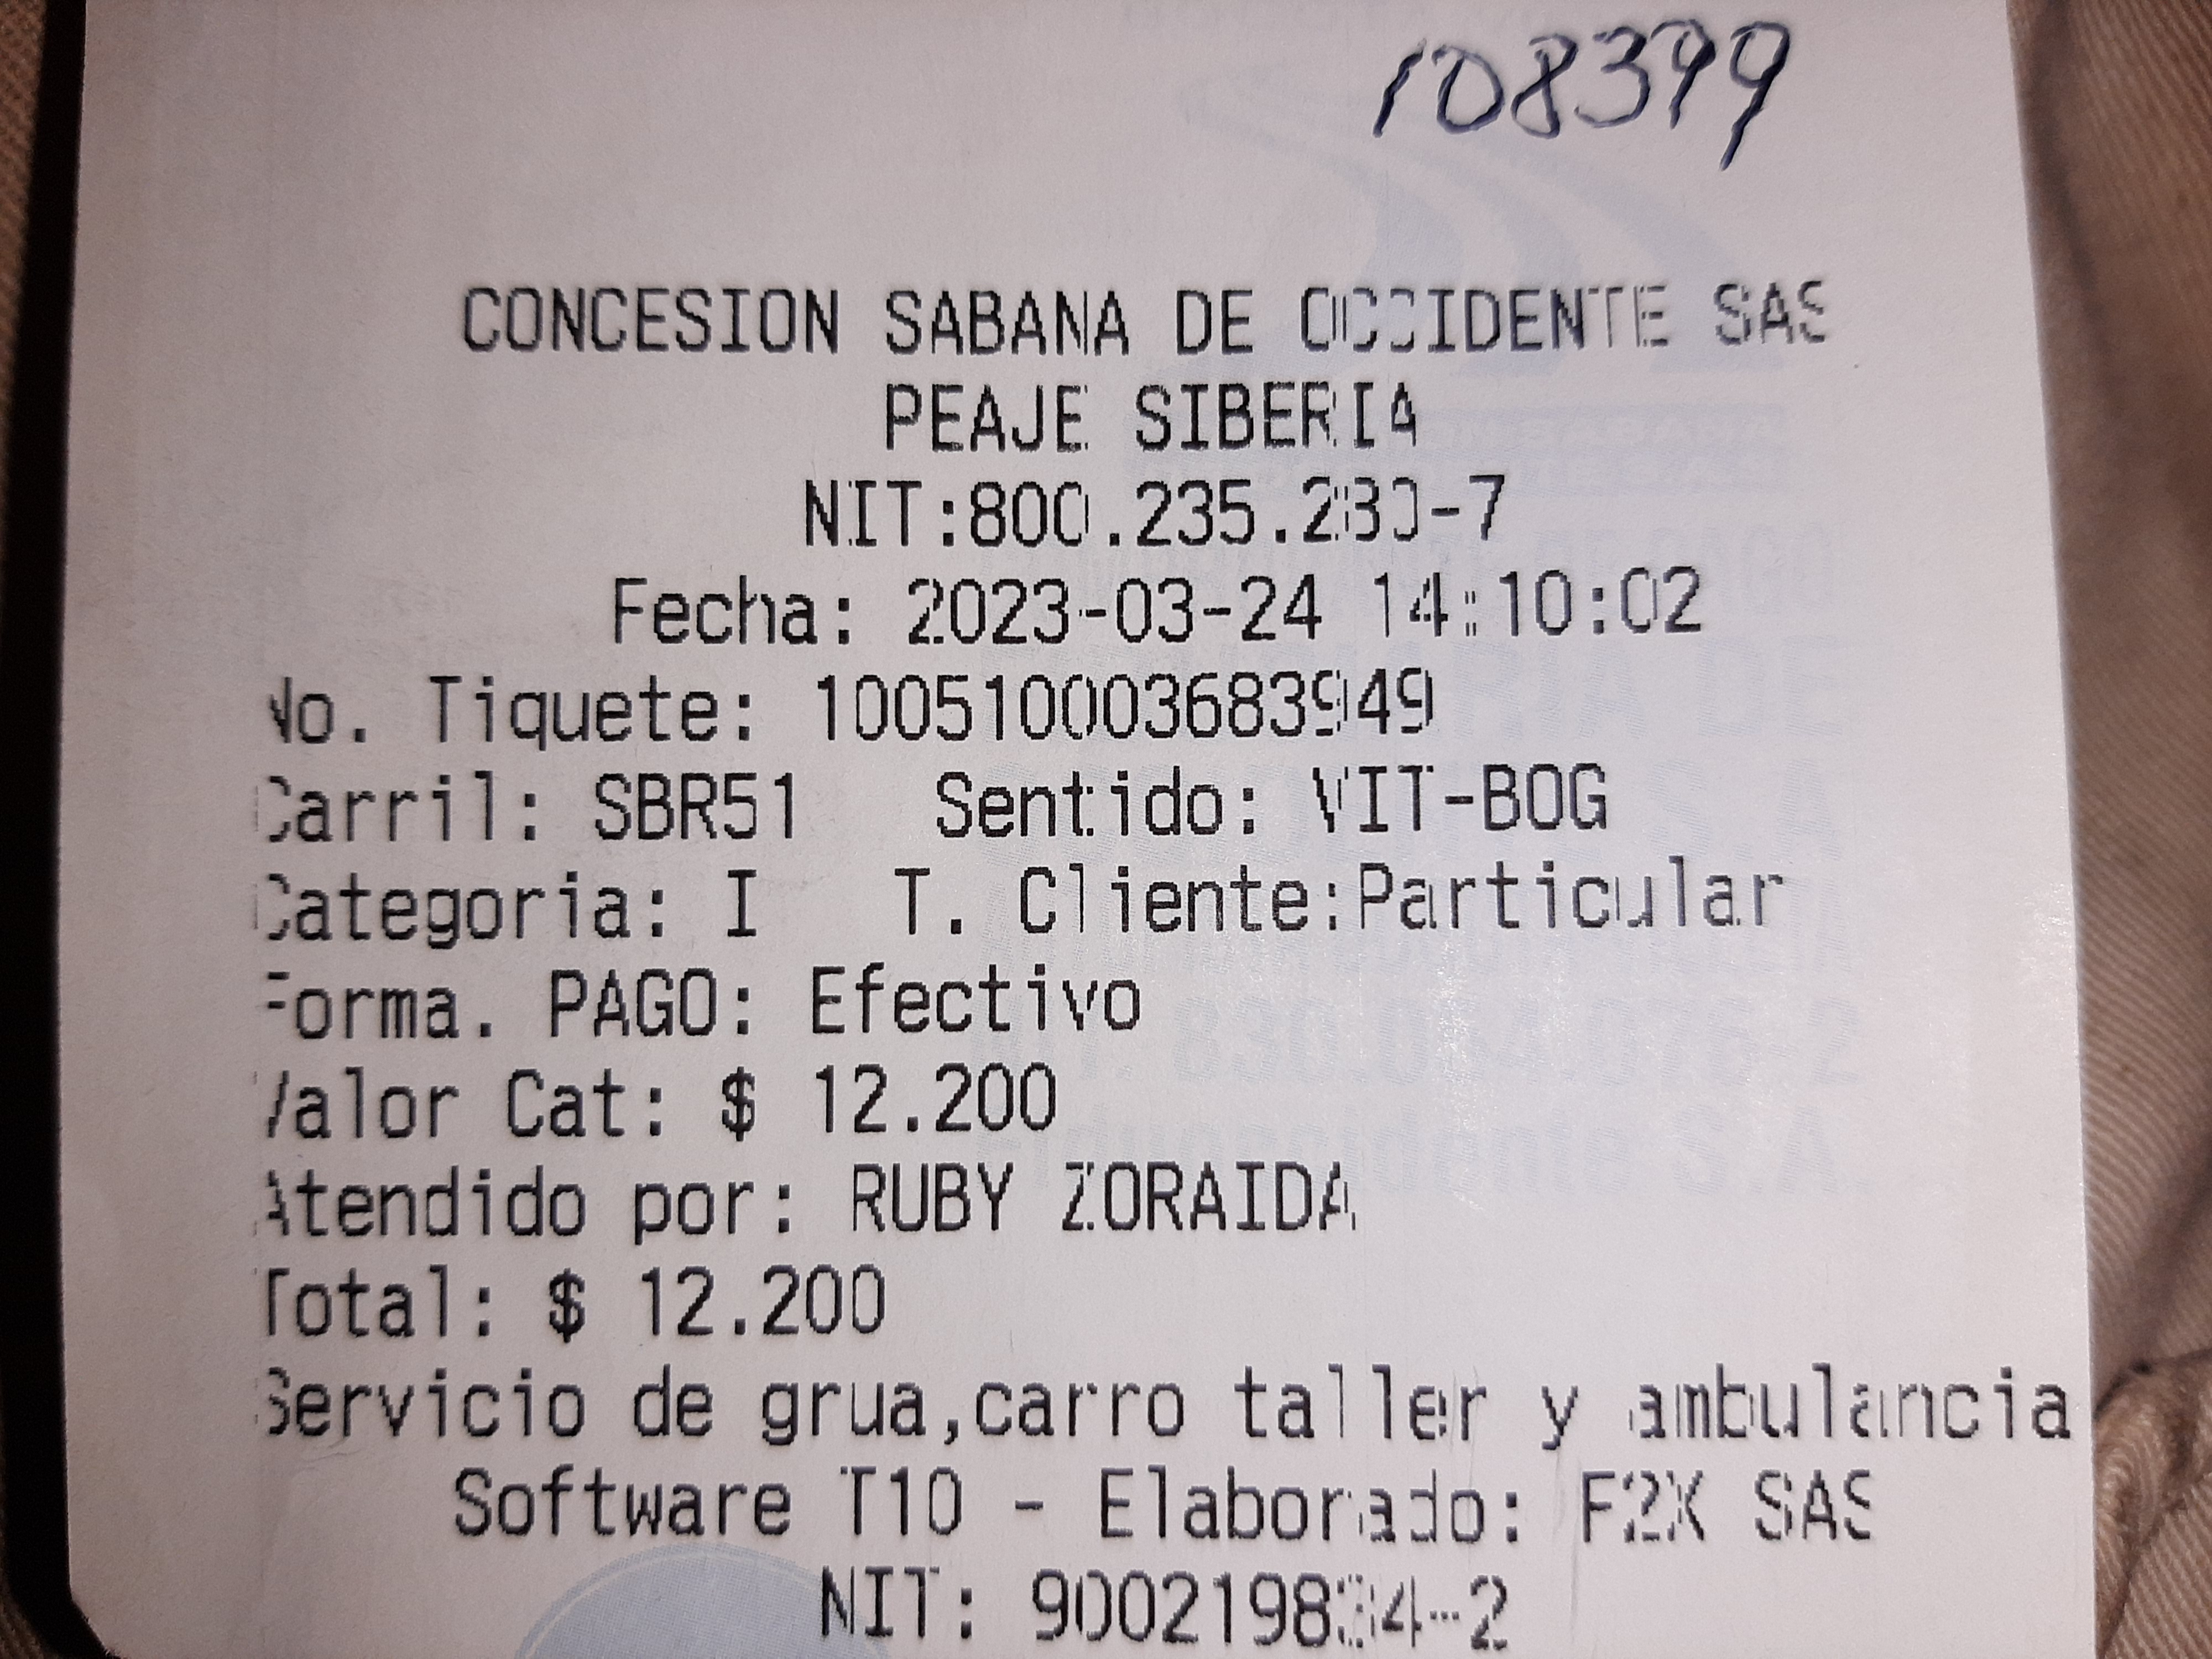 108399
CONCESION SABANA DE OCCIDENTE SAS
PEAJE SIBERIA
NIT:800.235.280-7
Fecha: 2023-03-24 14:10:02
No. Tiquete: 100510003683949
Carril: SBR51 Sentido: VIT-BOG
Categoria: I T. Cliente:Particular
Forma. PAGO: Efectivo
Valor Cat: $ 12.200
Atendido por: RUBY ZORAIDA
Total: $ 12.200
Servicio de grua,carro taller y ambulancia
Software T10 - Elaborado: F2X SAS
NIT: 900219834-2